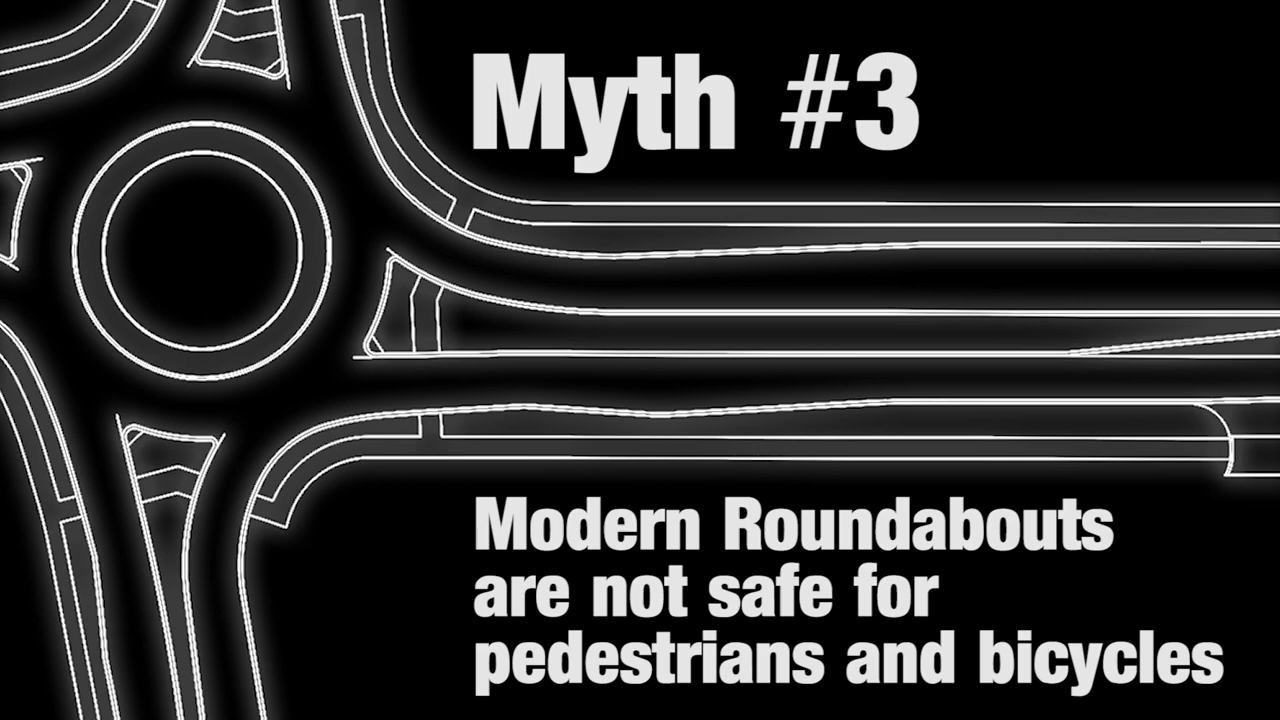 Myth #3
Modern Roundabouts
are not safe for
pedestrians and bicycles